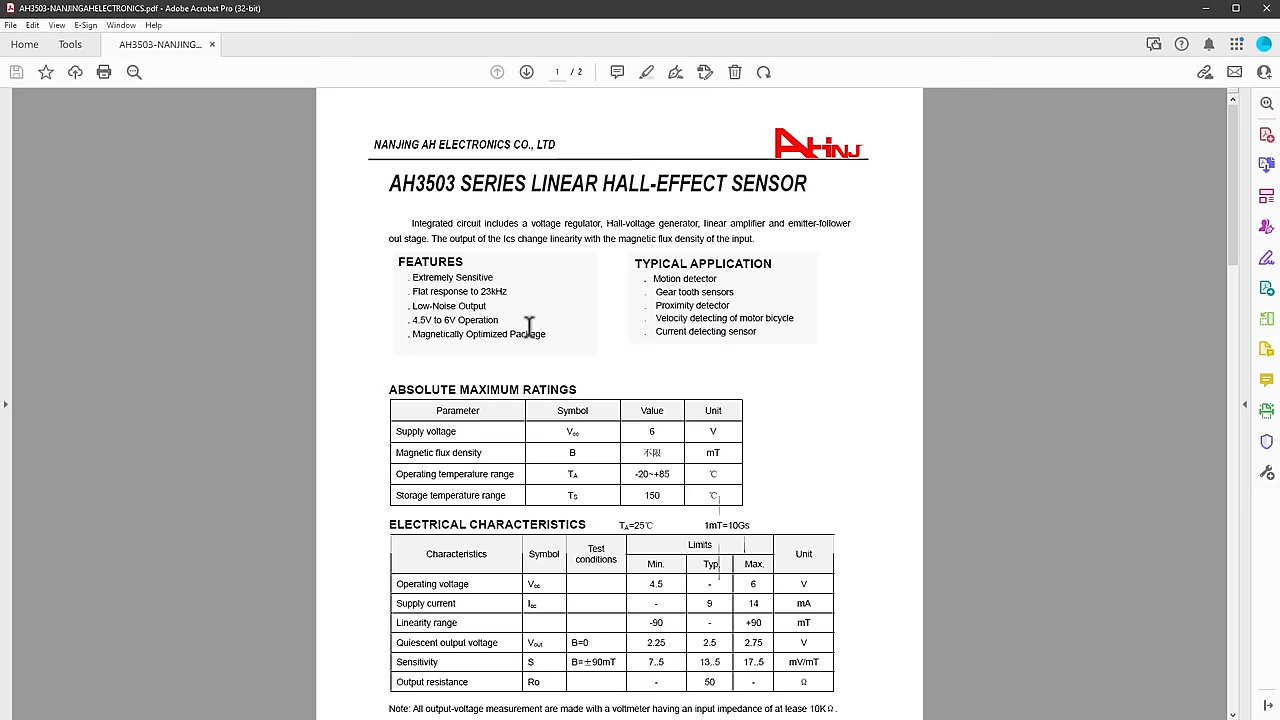 AH3503-NANJINGAHELECTRONICS.pdf - Adobe Acrobat Pro (32-bit)
File Edit View E-Sign Window Help
Home Tools AH3503-NANJING... ×
1 / 2
NANJING AH ELECTRONICS CO., LTD
AHNJ
AH3503 SERIES LINEAR HALL-EFFECT SENSOR
Integrated circuit includes a voltage regulator, Hall-voltage generator, linear amplifier and emitter-follower
out stage. The output of the Ics change linearity with the magnetic flux density of the input.
FEATURES
. Extremely Sensitive
. Flat response to 23kHz
. Low-Noise Output
. 4.5V to 6V Operation
. Magnetically Optimized Package
TYPICAL APPLICATION
. Motion detector
. Gear tooth sensors
. Proximity detector
. Velocity detecting of motor bicycle
. Current detecting sensor
ABSOLUTE MAXIMUM RATINGS
Parameter Symbol Value Unit
Supply voltage Vcc 6 V
Magnetic flux density B 不限 mT
Operating temperature range TA -20~+85 ℃
Storage temperature range TS 150 ℃
ELECTRICAL CHARACTERISTICS TA=25℃ 1mT=10Gs
Characteristics Symbol Test conditions Limits Unit
Min. Typ. Max.
Operating voltage Vcc 4.5 - 6 V
Supply current Icc - 9 14 mA
Linearity range -90 - +90 mT
Quiescent output voltage Vout B=0 2.25 2.5 2.75 V
Sensitivity S B=±90mT 7..5 13..5 17..5 mV/mT
Output resistance Ro - 50 - Ω
Note: All output-voltage measurement are made with a voltmeter having an input impedance of at lease 10KΩ.